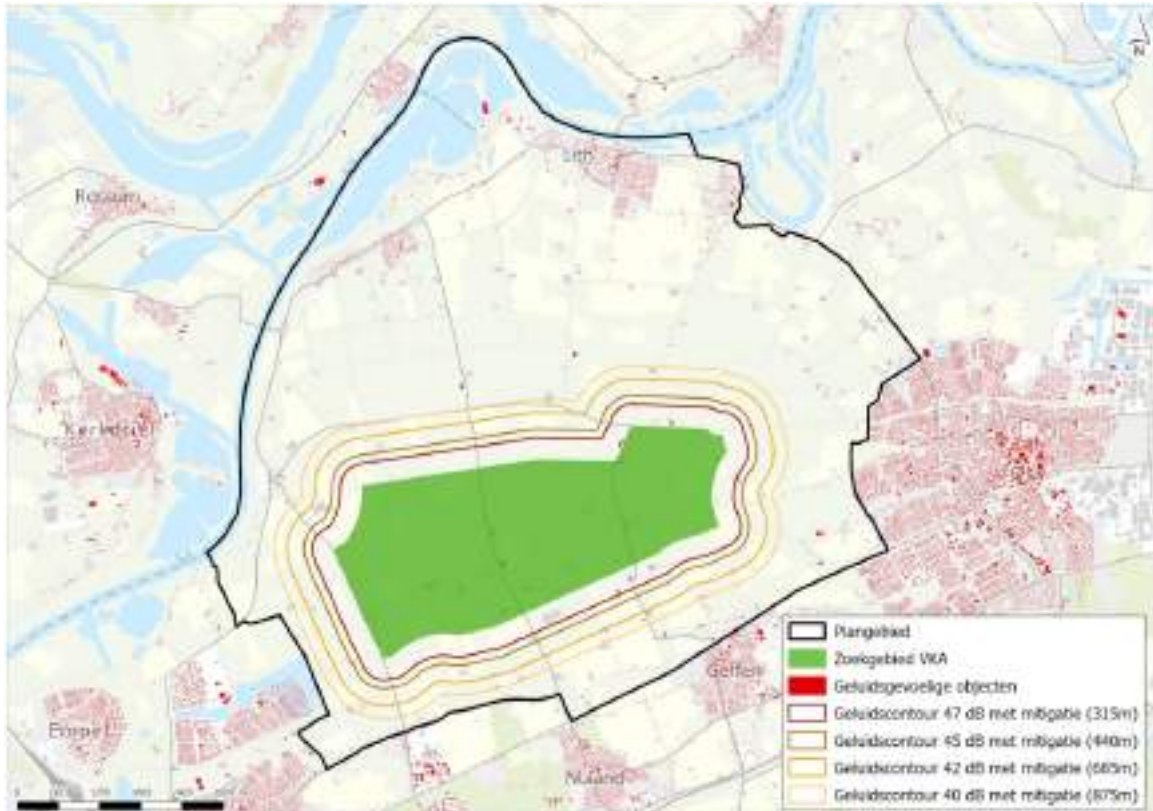 Lith
Rossum
Geffen
Nuland
Plangebied
Zoekgebied VKA
Geluidsgevoelige objecten
Geluidscontour 47 dB met mitigatie (315m)
Geluidscontour 45 dB met mitigatie (440m)
Geluidscontour 42 dB met mitigatie (685m)
Geluidscontour 40 dB met mitigatie (875m)